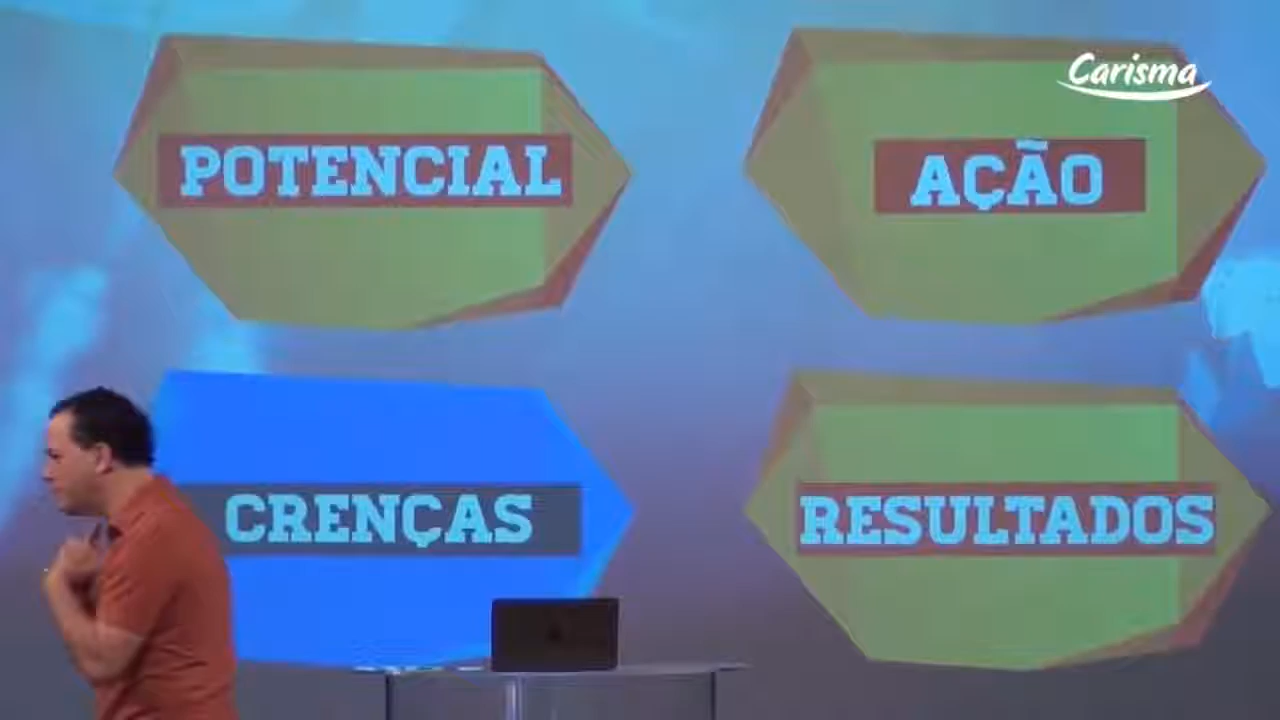 Carisma
POTENCIAL
AÇÃO
CRENÇAS
RESULTADOS